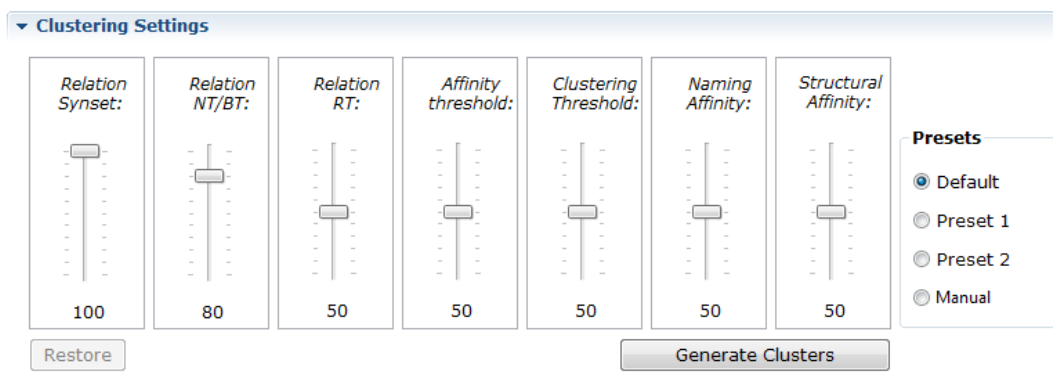 Clustering Settings
Relation
Synset:
Relation
NT/BT:
Relation
RT:
Affinity
threshold:
Clustering
Threshold:
Naming
Affinity:
Structural
Affinity:
100
80
50
50
50
50
50
Presets
Default
Preset 1
Preset 2
Manual
Restore
Generate Clusters